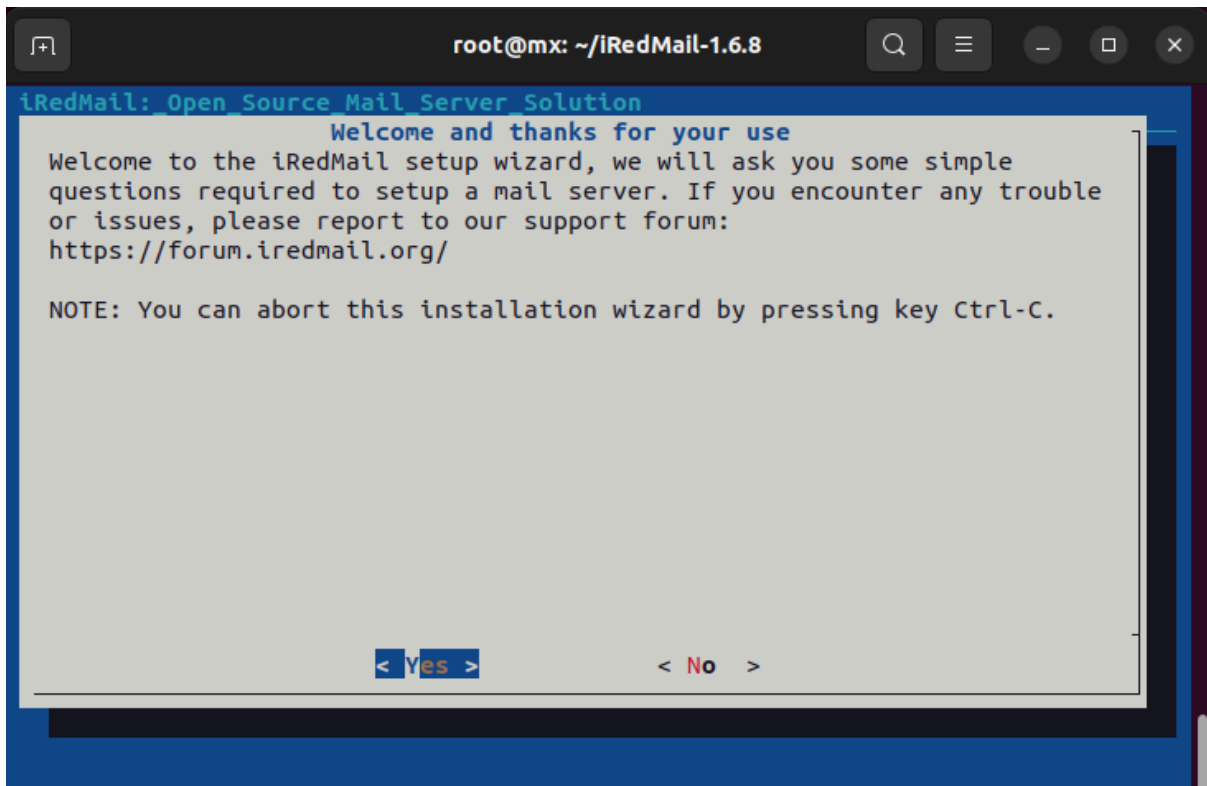 root@mx: ~/iRedMail-1.6.8
iRedMail:_Open_Source_Mail_Server_Solution
Welcome and thanks for your use
Welcome to the iRedMail setup wizard, we will ask you some simple
questions required to setup a mail server. If you encounter any trouble
or issues, please report to our support forum:
https://forum.iredmail.org/
NOTE: You can abort this installation wizard by pressing key Ctrl-C.
< Yes > < No >